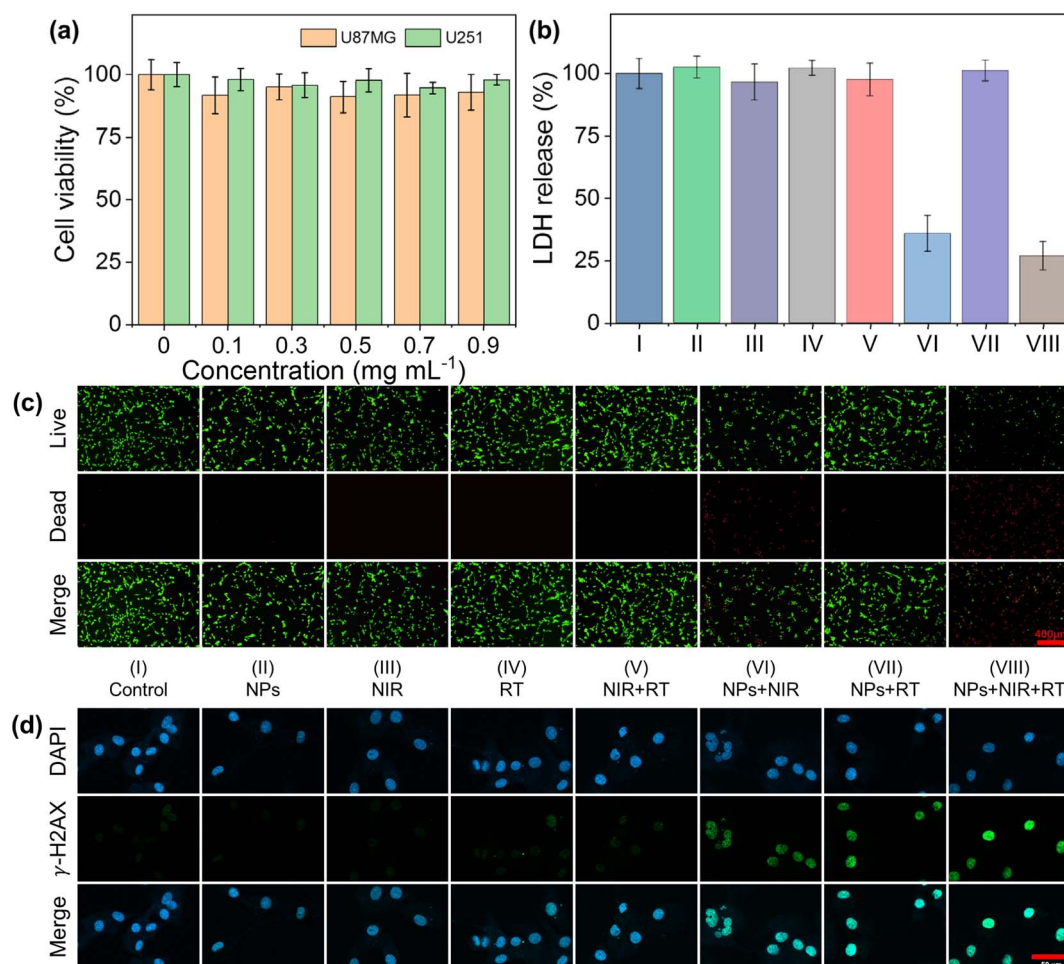 (a)
U87MG U251
Cell viability (%)
100
75
50
25
0
0 0.1 0.3 0.5 0.7 0.9
Concentration (mg mL⁻¹)
(b)
LDH release (%)
100
75
50
25
0
I II III IV V VI VII VIII
(c)
Live
Dead
Merge
400μm
(I) (II) (III) (IV) (V) (VI) (VII) (VIII)
Control NPs NIR RT NIR+RT NPs+NIR NPs+RT NPs+NIR+RT
(d)
DAPI
γ-H2AX
Merge